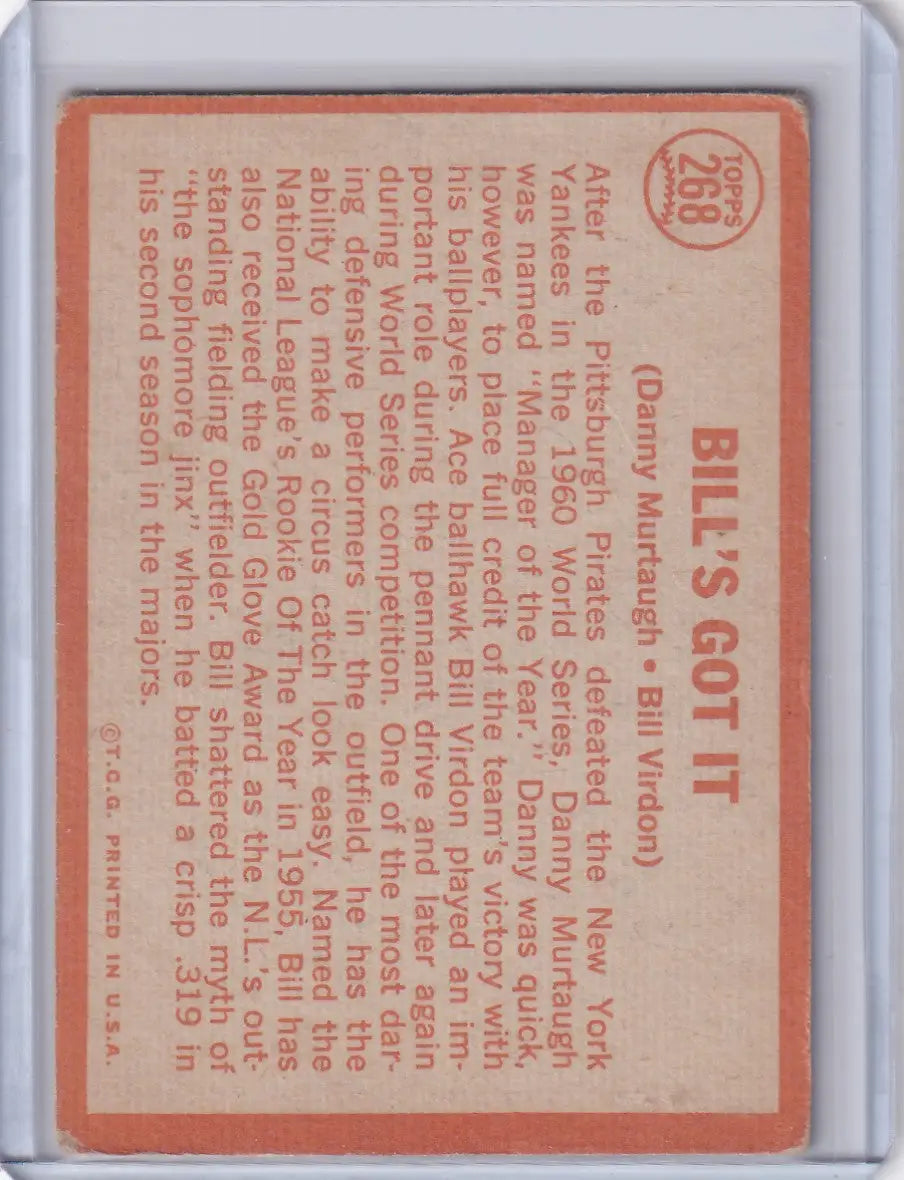 TOPPS
268
BILL'S GOT IT
(Danny Murtaugh • Bill Virdon)
After the Pittsburgh Pirates defeated the New York
Yankees in the 1960 World Series, Danny Murtaugh
was named "Manager of the Year." Danny was quick,
however, to place full credit of the team's victory with
his ballplayers. Ace ballhawk Bill Virdon played an im-
portant role during the pennant drive and later again
during World Series competition. One of the most dar-
ing defensive performers in the outfield, he has the
ability to make a circus catch look easy. Named the
National League's Rookie Of The Year in 1955, Bill has
also received the Gold Glove Award as the N.L.'s out-
standing fielding outfielder. Bill shattered the myth of
"the sophomore jinx" when he batted a crisp .319 in
his second season in the majors.
©T.C.G. PRINTED IN U.S.A.